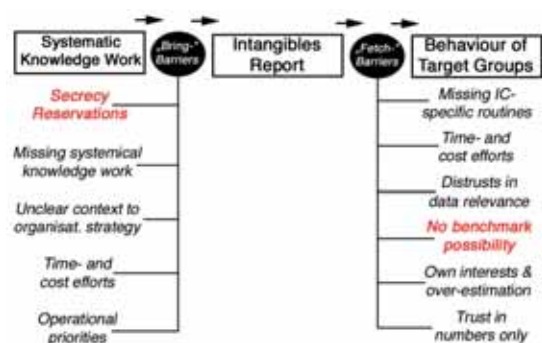 Systematic
Knowledge Work
„Bring-"
Barriers
Intangibles
Report
„Fetch-"
Barriers
Behaviour of
Target Groups
Secrecy
Reservations
Missing systemical
knowledge work
Unclear context to
organisat. strategy
Time- and
cost efforts
Operational
priorities
Missing IC-
specific routines
Time- and
cost efforts
Distrusts in
data relevance
No benchmark
possibility
Own interests &
over-estimation
Trust in
numbers only